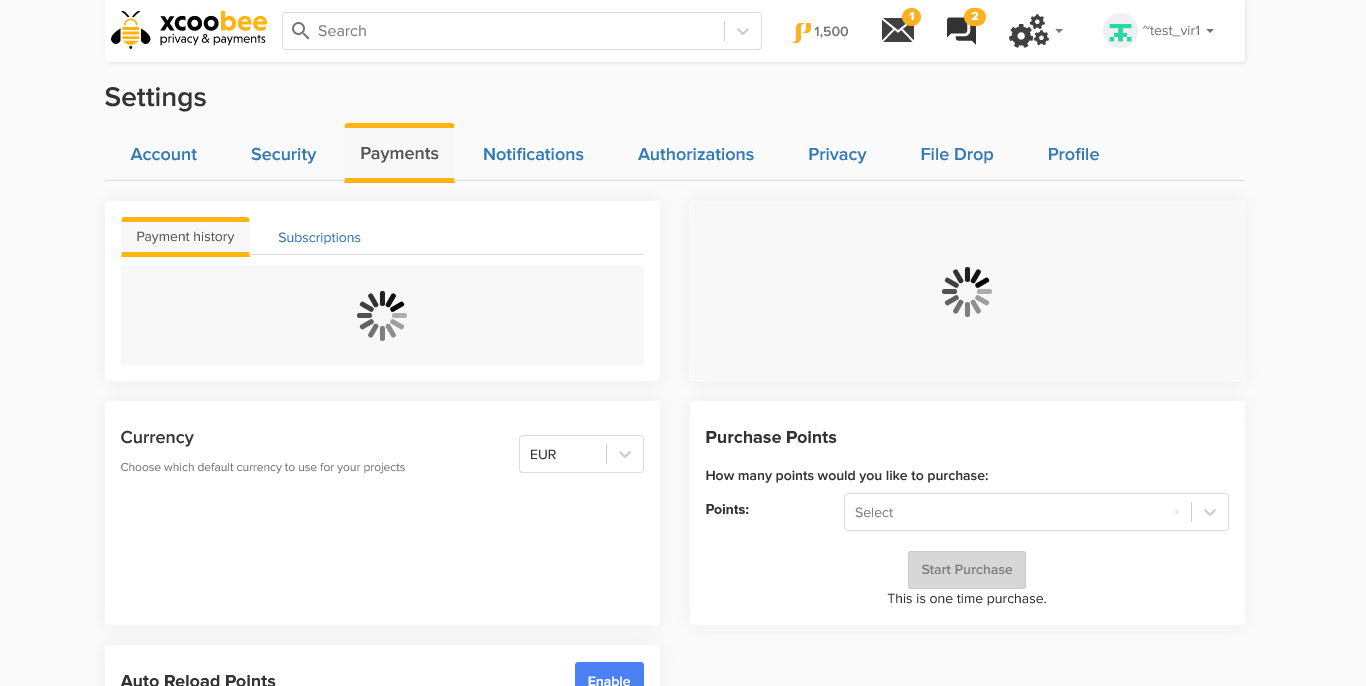 xcoobee
privacy & payments
Search
1,500
1
2
~test_vir1
Settings
Account
Security
Payments
Notifications
Authorizations
Privacy
File Drop
Profile
Payment history
Subscriptions
Currency
Choose which default currency to use for your projects
EUR
Purchase Points
How many points would you like to purchase:
Points:
Select
Start Purchase
This is one time purchase.
Auto Reload Points
Enable